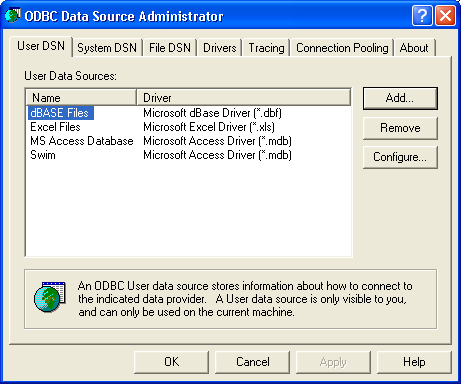 ODBC Data Source Administrator
User DSN System DSN File DSN Drivers Tracing Connection Pooling About
User Data Sources:
Name Driver
dBASE Files Microsoft dBase Driver (*.dbf)
Excel Files Microsoft Excel Driver (*.xls)
MS Access Database Microsoft Access Driver (*.mdb)
Swim Microsoft Access Driver (*.mdb)
Add...
Remove
Configure...
An ODBC User data source stores information about how to connect to
the indicated data provider. A User data source is only visible to you,
and can only be used on the current machine.
OK Cancel Apply Help